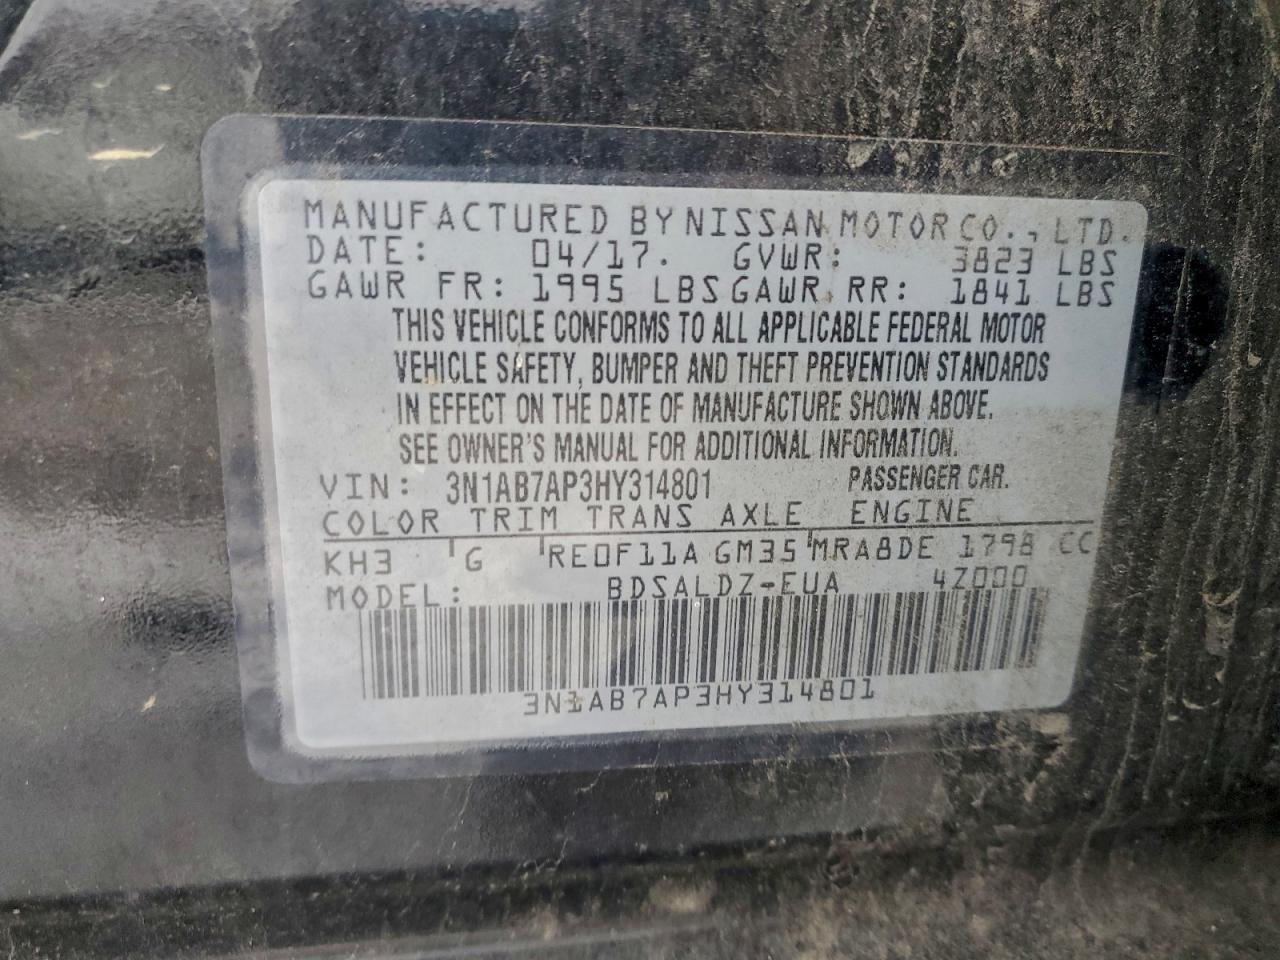 MANUFACTURED BY NISSAN MOTOR CO., LTD.
DATE: 04/17. GVWR: 3823 LBS
GAWR FR: 1995 LBS GAWR RR: 1841 LBS
THIS VEHICLE CONFORMS TO ALL APPLICABLE FEDERAL MOTOR
VEHICLE SAFETY, BUMPER AND THEFT PREVENTION STANDARDS
IN EFFECT ON THE DATE OF MANUFACTURE SHOWN ABOVE.
SEE OWNER'S MANUAL FOR ADDITIONAL INFORMATION.
VIN: 3N1AB7AP3HY314801 PASSENGER CAR.
COLOR TRIM TRANS AXLE ENGINE
KH3 G RE0F11A GM35 MRA8DE 1798 CC
MODEL: BDSALDZ-EUA 4Z000
3N1AB7AP3HY314801